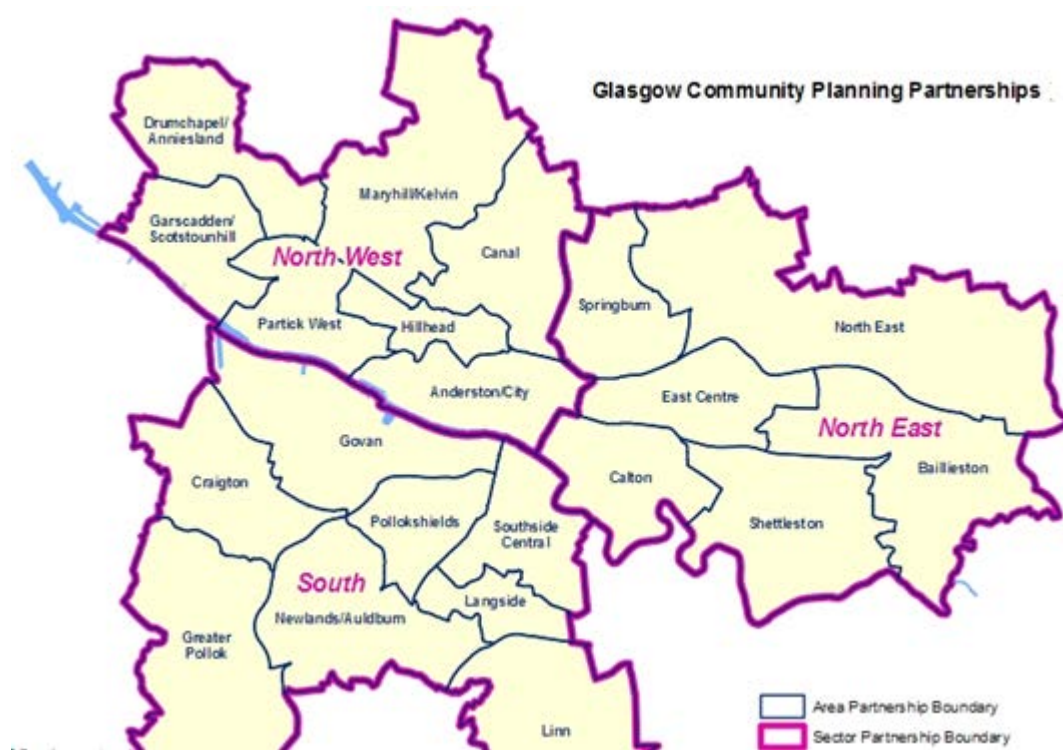 Glasgow Community Planning Partnerships
Drumchapel/
Anniesland
Maryhill/Kelvin
Garscadden/
Scotstounhill
North West
Canal
Springburn
North East
Partick West
Hillhead
Anderston/City
East Centre
North East
Govan
Baillieston
Craigton
Calton
Pollokshields
Southside
Central
Shettleston
South
Langside
Newlands/Auldburn
Greater
Pollok
Linn
Area Partnership Boundary
Sector Partnership Boundary